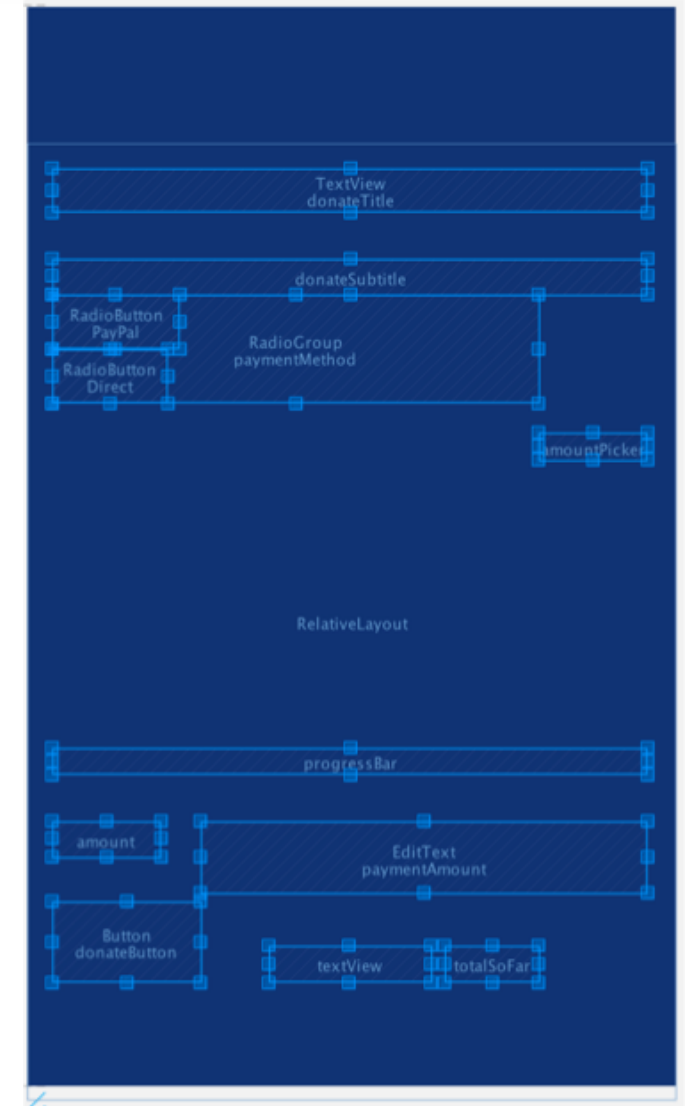 TextView
donateTitle
donateSubtitle
RadioButton
PayPal
RadioGroup
paymentMethod
RadioButton
Direct
amountPicker
RelativeLayout
progressBar
amount
EditText
paymentAmount
Button
donateButton
textView
totalSoFar